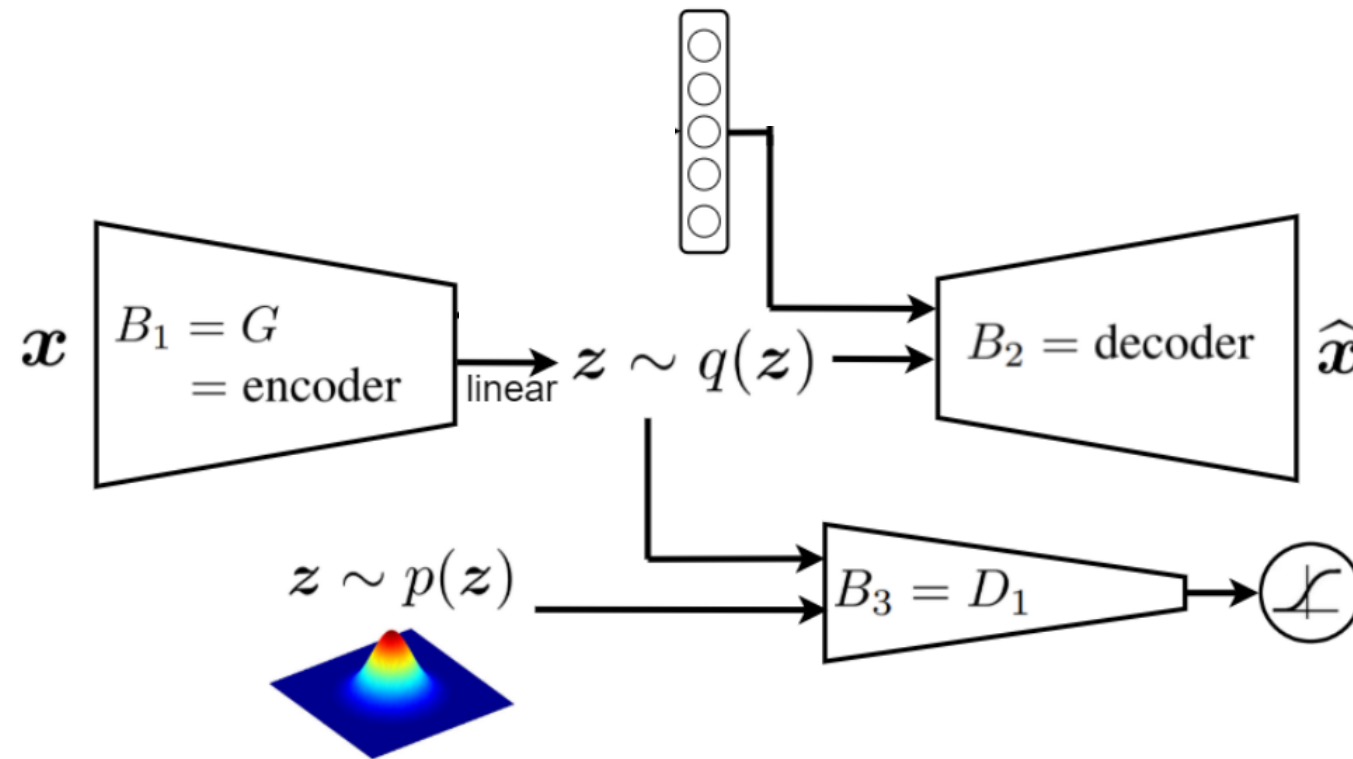 x
B₁ = G
= encoder
linear
z ∼ q(z)
B₂ = decoder
x̂
z ∼ p(z)
B₃ = D₁